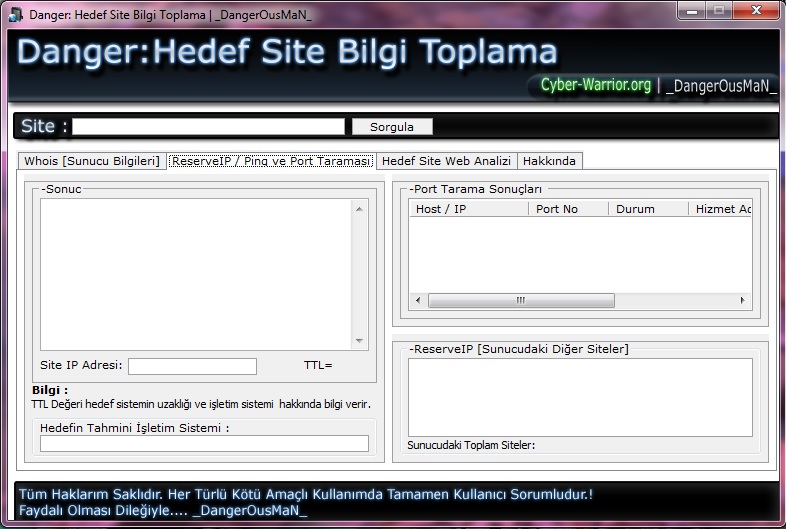 Danger: Hedef Site Bilgi Toplama | _DangerOusMaN_
Danger:Hedef Site Bilgi Toplama
Cyber-Warrior.org | _DangerOusMaN_
Site :
Sorgula
Whois [Sunucu Bilgileri]
ReserveIP / Ping ve Port Taraması
Hedef Site Web Analizi
Hakkında
-Sonuc
Site IP Adresi:
TTL=
Bilgi :
TTL Değeri hedef sistemin uzaklığı ve işletim sistemi hakkında bilgi verir.
Hedefin Tahmini İşletim Sistemi :
-Port Tarama Sonuçları
Host / IP
Port No
Durum
Hizmet Ac
-ReserveIP [Sunucudaki Diğer Siteler]
Sunucudaki Toplam Siteler:
Tüm Haklarım Saklıdır. Her Türlü Kötü Amaçlı Kullanımda Tamamen Kullanıcı Sorumludur.!
Faydalı Olması Dileğiyle.... _DangerOusMaN_